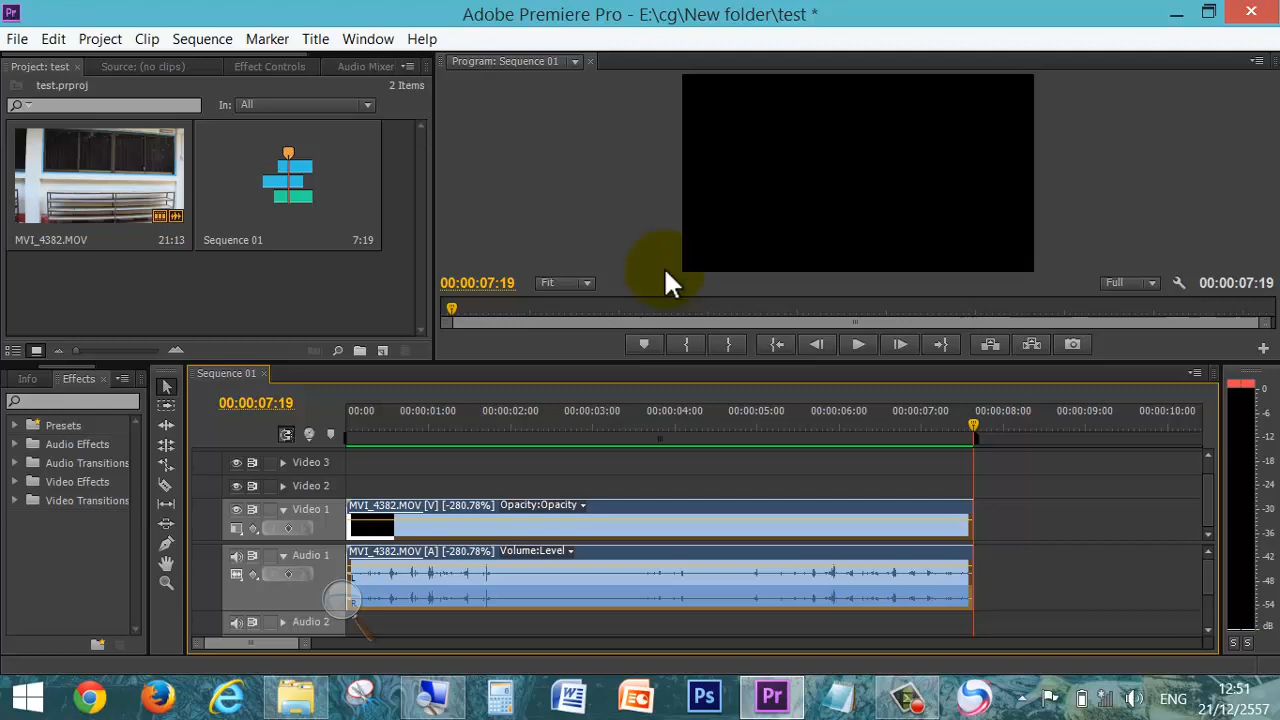 Pr
Adobe Premiere Pro - E:\cg\New folder\test *
File Edit Project Clip Sequence Marker Title Window Help
Project: test
Source: (no clips)
Effect Controls
Audio Mixer
Program: Sequence 01
test.prproj
2 Items
In:
All
MVI_4382.MOV
21:13
Sequence 01
7:19
00:00:07:19
Fit
Full
00:00:07:19
Info
Effects
Presets
Audio Effects
Audio Transitions
Video Effects
Video Transitions
Sequence 01
00:00:07:19
00:00 00:00:01:00 00:00:02:00 00:00:03:00 00:00:04:00 00:00:05:00 00:00:06:00 00:00:07:00 00:00:08:00 00:00:09:00 00:00:10:00
Video 3
Video 2
Video 1
MVI_4382.MOV [V] [-280.78%] Opacity:Opacity
Audio 1
MVI_4382.MOV [A] [-280.78%] Volume:Level
L
R
Audio 2
0
-6
-12
-18
-24
-30
-36
-42
-48
-54
dB
S S
W
Ps
Pr
ENG
12:51
21/12/2557